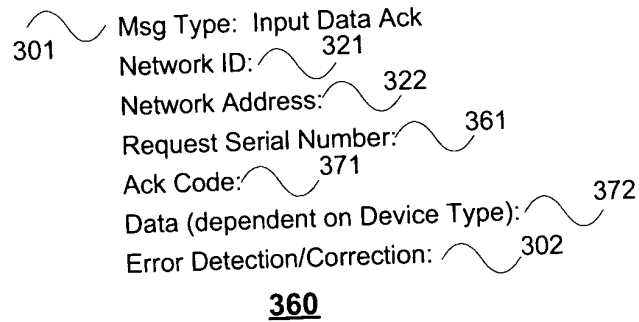 301 Msg Type: Input Data Ack
Network ID: 321
Network Address: 322
Request Serial Number: 361
Ack Code: 371
Data (dependent on Device Type): 372
Error Detection/Correction: 302
360